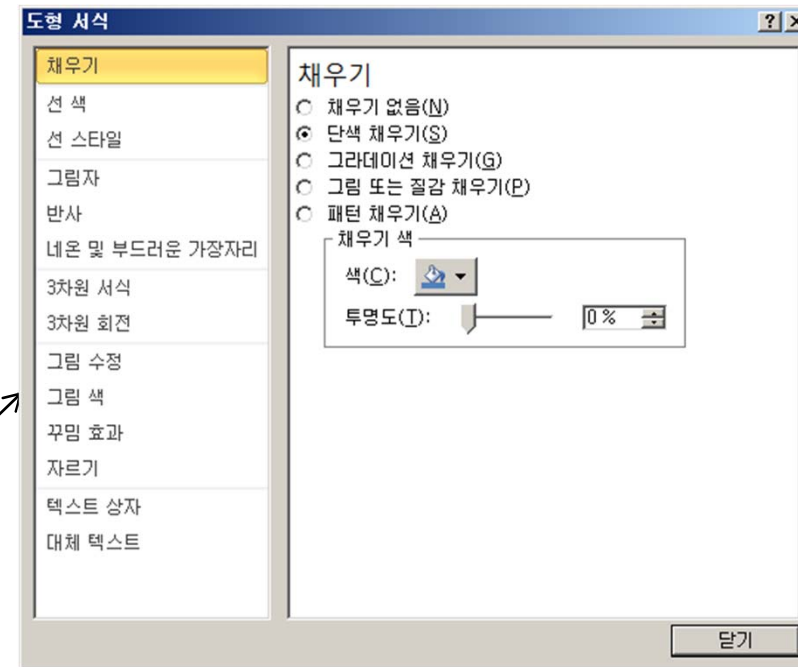 도형 서식
채우기
선 색
선 스타일
그림자
반사
네온 및 부드러운 가장자리
3차원 서식
3차원 회전
그림 수정
그림 색
꾸밈 효과
자르기
텍스트 상자
대체 텍스트
채우기
채우기 없음(N)
단색 채우기(S)
그라데이션 채우기(G)
그림 또는 질감 채우기(P)
패턴 채우기(A)
채우기 색
색(C):
투명도(T): 0 %
닫기